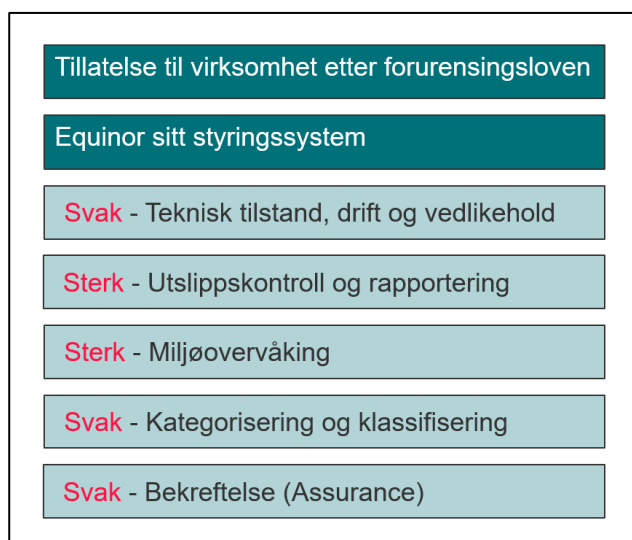 Tillatelse til virksomhet etter forurensingsloven
Equinor sitt styringssystem
Svak - Teknisk tilstand, drift og vedlikehold
Sterk - Utslippskontroll og rapportering
Sterk - Miljøovervåking
Svak - Kategorisering og klassifisering
Svak - Bekreftelse (Assurance)